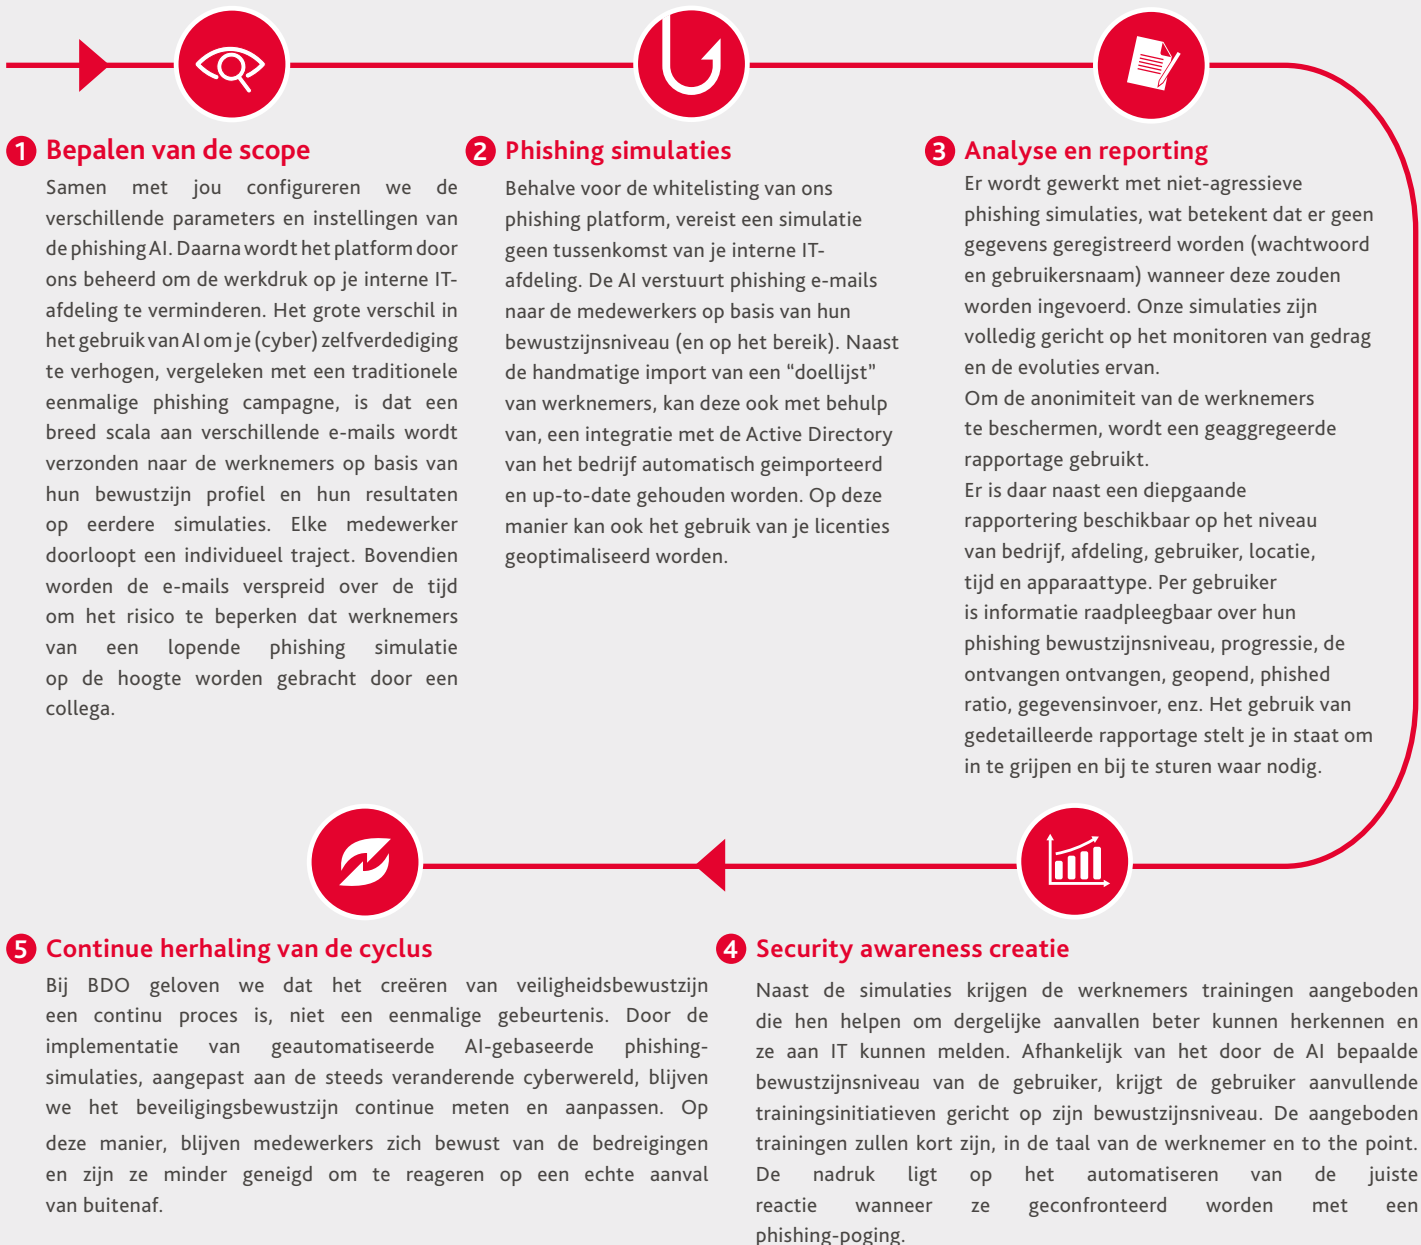 1 Bepalen van de scope
Samen met jou configureren we de
verschillende parameters en instellingen van
de phishing AI. Daarna wordt het platform door
ons beheerd om de werkdruk op je interne IT-
afdeling te verminderen. Het grote verschil in
het gebruik van AI om je (cyber) zelfverdediging
te verhogen, vergeleken met een traditionele
eenmalige phishing campagne, is dat een
breed scala aan verschillende e-mails wordt
verzonden naar de werknemers op basis van
hun bewustzijn profiel en hun resultaten
op eerdere simulaties. Elke medewerker
doorloopt een individueel traject. Bovendien
worden de e-mails verspreid over de tijd
om het risico te beperken dat werknemers
van een lopende phishing simulatie
op de hoogte worden gebracht door een
collega.
2 Phishing simulaties
Behalve voor de whitelisting van ons
phishing platform, vereist een simulatie
geen tussenkomst van je interne IT-
afdeling. De AI verstuurt phishing e-mails
naar de medewerkers op basis van hun
bewustzijnsniveau (en op het bereik). Naast
de handmatige import van een “doellijst”
van werknemers, kan deze ook met behulp
van, een integratie met de Active Directory
van het bedrijf automatisch geimporteerd
en up-to-date gehouden worden. Op deze
manier kan ook het gebruik van je licenties
geoptimaliseerd worden.
3 Analyse en reporting
Er wordt gewerkt met niet-agressieve
phishing simulaties, wat betekent dat er geen
gegevens geregistreerd worden (wachtwoord
en gebruikersnaam) wanneer deze zouden
worden ingevoerd. Onze simulaties zijn
volledig gericht op het monitoren van gedrag
en de evoluties ervan.
Om de anonimiteit van de werknemers
te beschermen, wordt een geaggregeerde
rapportage gebruikt.
Er is daar naast een diepgaande
rapportering beschikbaar op het niveau
van bedrijf, afdeling, gebruiker, locatie,
tijd en apparaattype. Per gebruiker
is informatie raadpleegbaar over hun
phishing bewustzijnsniveau, progressie, de
ontvangen ontvangen, geopend, phished
ratio, gegevensinvoer, enz. Het gebruik van
gedetailleerde rapportage stelt je in staat om
in te grijpen en bij te sturen waar nodig.
4 Security awareness creatie
Naast de simulaties krijgen de werknemers trainingen aangeboden
die hen helpen om dergelijke aanvallen beter kunnen herkennen en
ze aan IT kunnen melden. Afhankelijk van het door de AI bepaalde
bewustzijnsniveau van de gebruiker, krijgt de gebruiker aanvullende
trainingsinitiatieven gericht op zijn bewustzijnsniveau. De aangeboden
trainingen zullen kort zijn, in de taal van de werknemer en to the point.
De nadruk ligt op het automatiseren van de juiste
reactie wanneer ze geconfronteerd worden met een
phishing-poging.
5 Continue herhaling van de cyclus
Bij BDO geloven we dat het creëren van veiligheidsbewustzijn
een continu proces is, niet een eenmalige gebeurtenis. Door de
implementatie van geautomatiseerde AI-gebaseerde phishing-
simulaties, aangepast aan de steeds veranderende cyberwereld, blijven
we het beveiligingsbewustzijn continue meten en aanpassen. Op
deze manier, blijven medewerkers zich bewust van de bedreigingen
en zijn ze minder geneigd om te reageren op een echte aanval
van buitenaf.